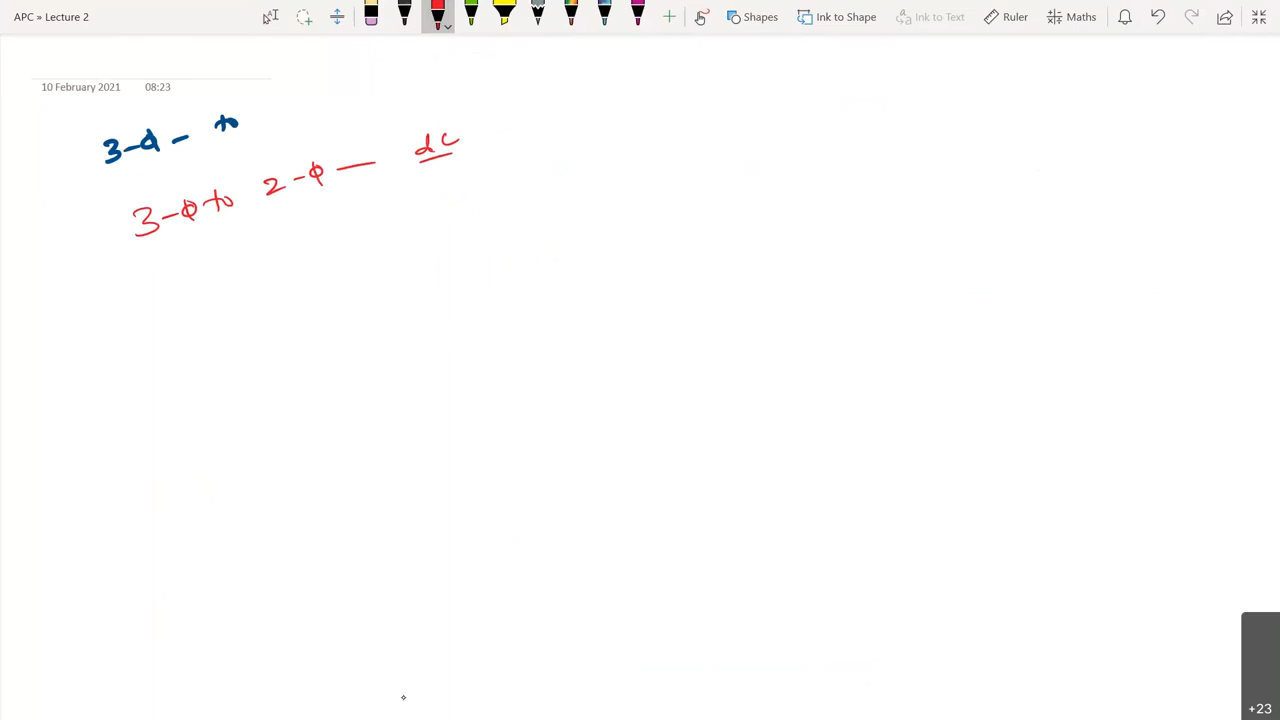 APC » Lecture 2
Shapes
Ink to Shape
Ink to Text
Ruler
Maths
10 February 2021 08:23
3-ф - to
3-ф to 2-ф — dc
+23